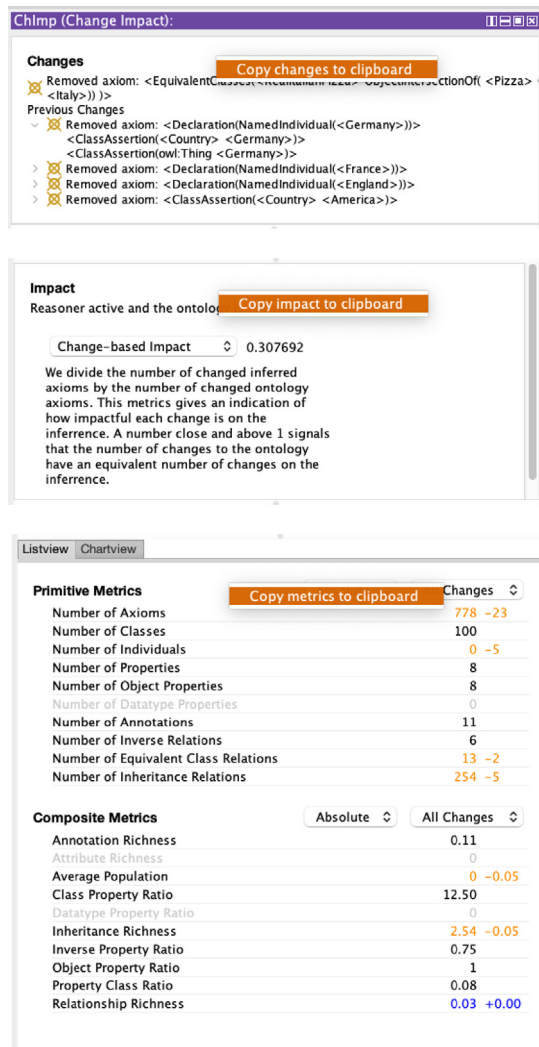 ChImp (Change Impact):
Changes
Copy changes to clipboard
Removed axiom: <EquivalentClasses(<RealItalianPizza> ObjectIntersectionOf( <Pizza>
<Italy>)) )>
Previous Changes
Removed axiom: <Declaration(NamedIndividual(<Germany>))>
<ClassAssertion(<Country> <Germany>)>
<ClassAssertion(owl:Thing <Germany>)>
Removed axiom: <Declaration(NamedIndividual(<France>))>
Removed axiom: <Declaration(NamedIndividual(<England>))>
Removed axiom: <ClassAssertion(<Country> <America>)>
Impact
Copy impact to clipboard
Reasoner active and the ontolog
Change-based Impact 0.307692
We divide the number of changed inferred
axioms by the number of changed ontology
axioms. This metrics gives an indication of
how impactful each change is on the
inferrence. A number close and above 1 signals
that the number of changes to the ontology
have an equivalent number of changes on the
inferrence.
Listview Chartview
Primitive Metrics Copy metrics to clipboard Changes
Number of Axioms 778 -23
Number of Classes 100
Number of Individuals 0 -5
Number of Properties 8
Number of Object Properties 8
Number of Datatype Properties 0
Number of Annotations 11
Number of Inverse Relations 6
Number of Equivalent Class Relations 13 -2
Number of Inheritance Relations 254 -5
Composite Metrics Absolute All Changes
Annotation Richness 0.11
Attribute Richness 0
Average Population 0 -0.05
Class Property Ratio 12.50
Datatype Property Ratio 0
Inheritance Richness 2.54 -0.05
Inverse Property Ratio 0.75
Object Property Ratio 1
Property Class Ratio 0.08
Relationship Richness 0.03 +0.00